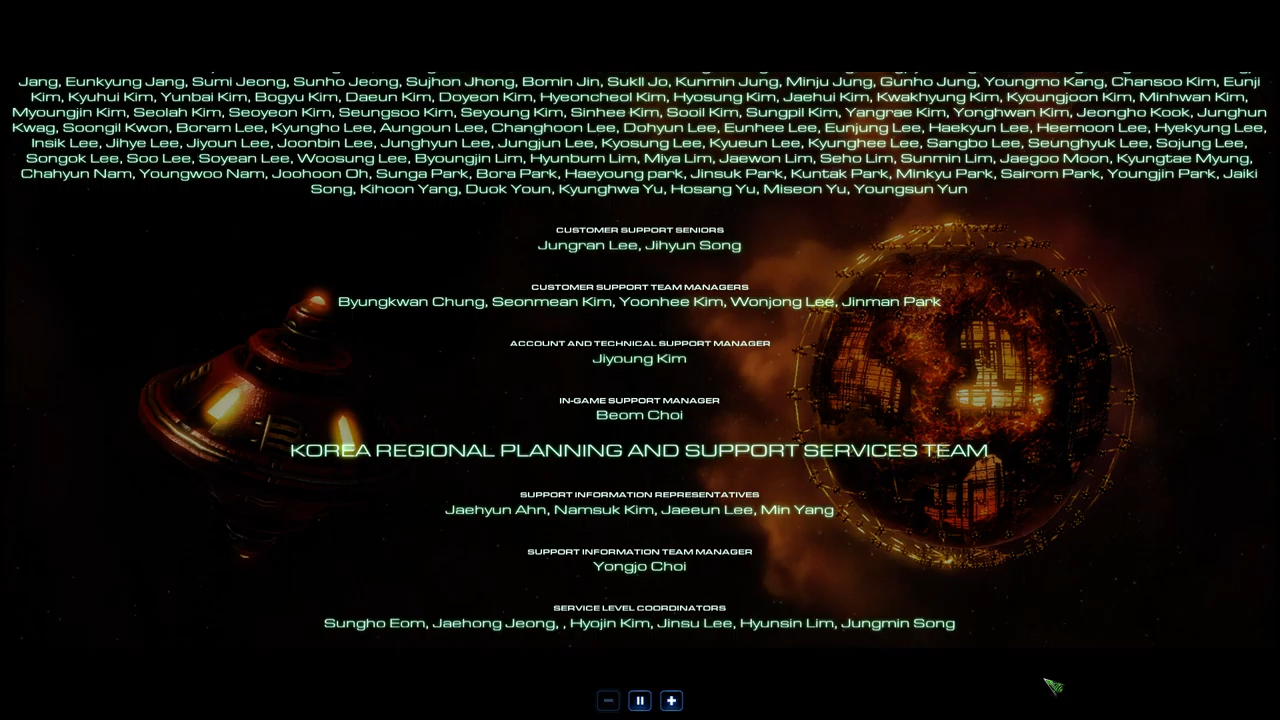 Jang, Eunkyung Jang, Sumi Jeong, Sunho Jeong, Sujhon Jhong, Bomin Jin, Sukll Jo, Kunmin Jung, Minju Jung, Gunho Jung, Youngmo Kang, Chansoo Kim, Eunji
Kim, Kyuhui Kim, Yunbai Kim, Bogyu Kim, Daeun Kim, Doyeon Kim, Hyeoncheol Kim, Hyosung Kim, Jaehui Kim, Kwakhyung Kim, Kyoungjoon Kim, Minhwan Kim,
Myoungjin Kim, Seolah Kim, Seoyeon Kim, Seungsoo Kim, Seyoung Kim, Sinhee Kim, Sooil Kim, Sungpil Kim, Yangrae Kim, Yonghwan Kim, Jeongho Kook, Junghun
Kwag, Soongil Kwon, Boram Lee, Kyungho Lee, Aungoun Lee, Changhoon Lee, Dohyun Lee, Eunhee Lee, Eunjung Lee, Haekyun Lee, Heemoon Lee, Hyekyung Lee,
Insik Lee, Jihye Lee, Jiyoun Lee, Joonbin Lee, Junghyun Lee, Jungjun Lee, Kyosung Lee, Kyueun Lee, Kyunghee Lee, Sangbo Lee, Seunghyuk Lee, Sojung Lee,
Songok Lee, Soo Lee, Soyean Lee, Woosung Lee, Byoungjin Lim, Hyunbum Lim, Miya Lim, Jaewon Lim, Seho Lim, Sunmin Lim, Jaegoo Moon, Kyungtae Myung,
Chahyun Nam, Youngwoo Nam, Joohoon Oh, Sunga Park, Bora Park, Haeyoung park, Jinsuk Park, Kuntak Park, Minkyu Park, Sairom Park, Youngjin Park, Jaiki
Song, Kihoon Yang, Duok Youn, Kyunghwa Yu, Hosang Yu, Miseon Yu, Youngsun Yun
CUSTOMER SUPPORT SENIORS
Jungran Lee, Jihyun Song
CUSTOMER SUPPORT TEAM MANAGERS
Byungkwan Chung, Seonmean Kim, Yoonhee Kim, Wonjong Lee, Jinman Park
ACCOUNT AND TECHNICAL SUPPORT MANAGER
Jiyoung Kim
IN-GAME SUPPORT MANAGER
Beom Choi
KOREA REGIONAL PLANNING AND SUPPORT SERVICES TEAM
SUPPORT INFORMATION REPRESENTATIVES
Jaehyun Ahn, Namsuk Kim, Jaeeun Lee, Min Yang
SUPPORT INFORMATION TEAM MANAGER
Yongjo Choi
SERVICE LEVEL COORDINATORS
Sungho Eom, Jaehong Jeong, , Hyojin Kim, Jinsu Lee, Hyunsin Lim, Jungmin Song